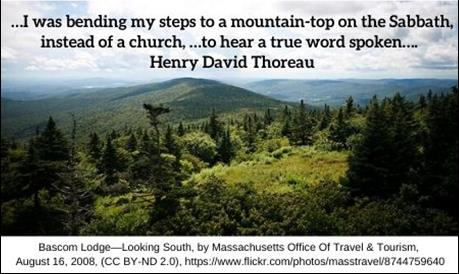 …I was bending my steps to a mountain-top on the Sabbath,
instead of a church, …to hear a true word spoken….
Henry David Thoreau
Bascom Lodge—Looking South, by Massachusetts Office Of Travel & Tourism,
August 16, 2008, (CC BY-ND 2.0), https://www.flickr.com/photos/masstravel/8744759640